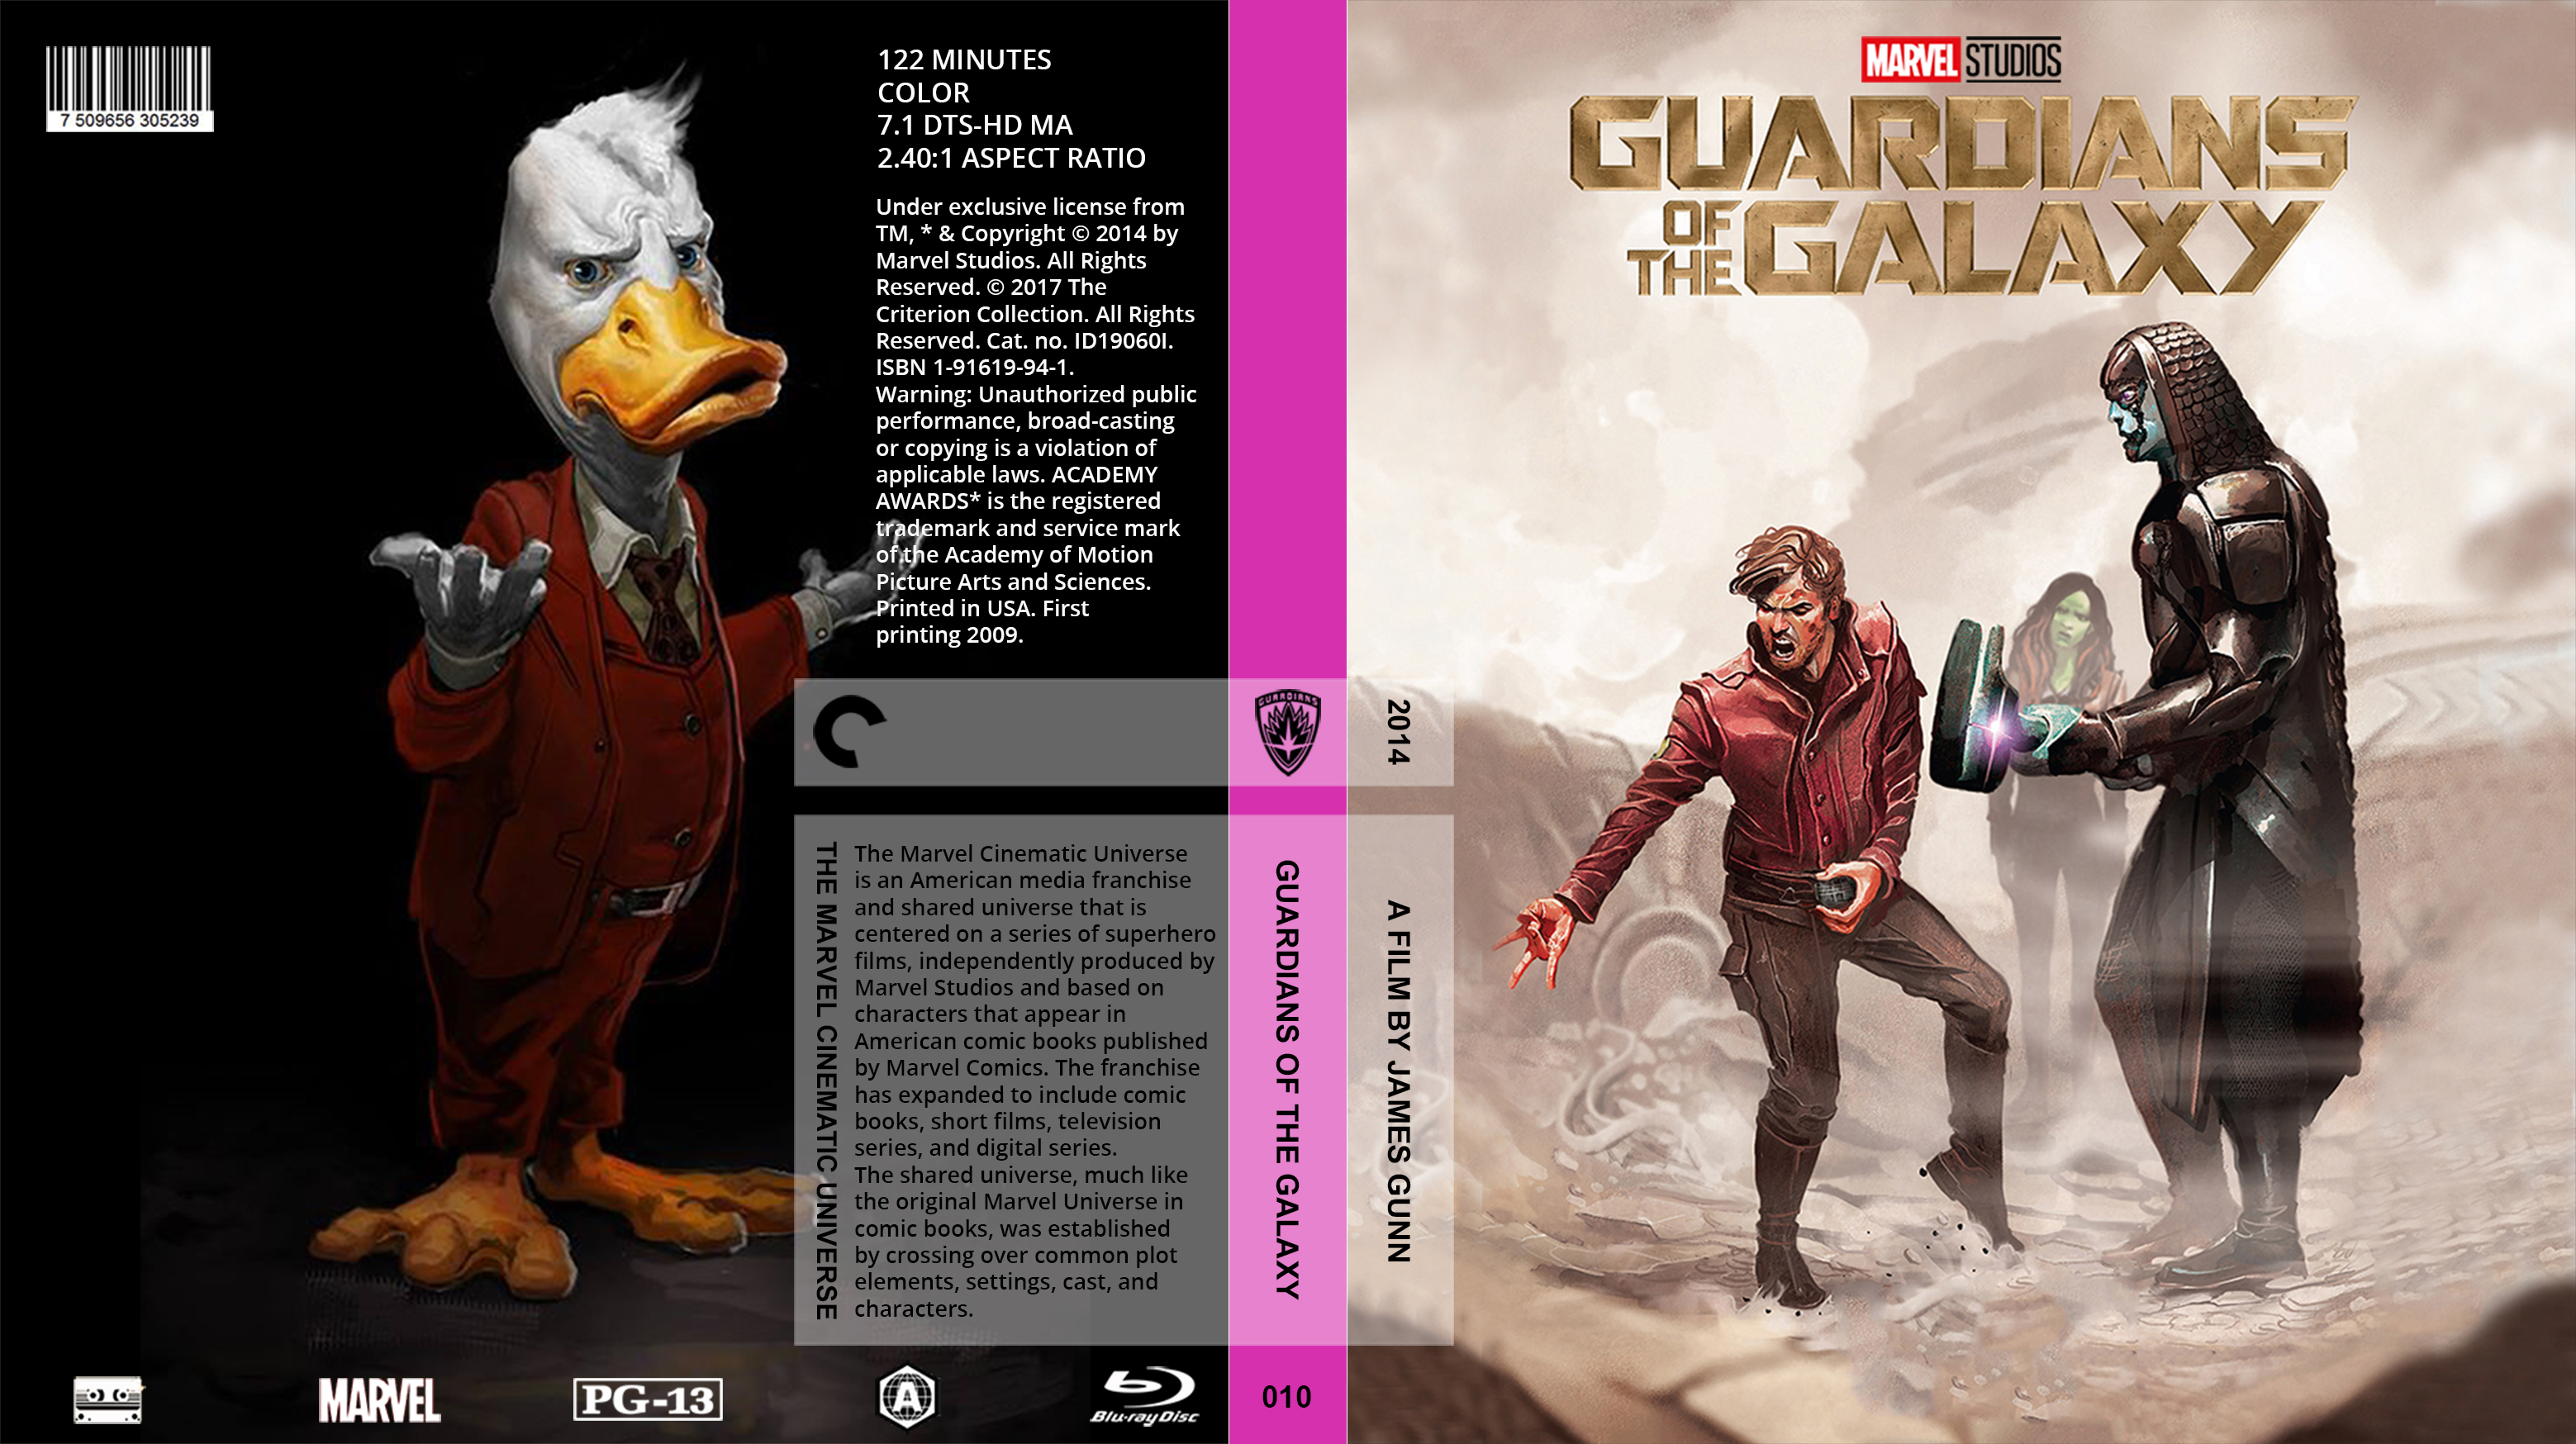 7 509656 305239
122 MINUTES
COLOR
7.1 DTS-HD MA
2.40:1 ASPECT RATIO
Under exclusive license from
TM, * & Copyright © 2014 by
Marvel Studios. All Rights
Reserved. © 2017 The
Criterion Collection. All Rights
Reserved. Cat. no. ID19060I.
ISBN 1-91619-94-1.
Warning: Unauthorized public
performance, broad-casting
or copying is a violation of
applicable laws. ACADEMY
AWARDS* is the registered
trademark and service mark
of the Academy of Motion
Picture Arts and Sciences.
Printed in USA. First
printing 2009.
THE MARVEL CINEMATIC UNIVERSE
The Marvel Cinematic Universe
is an American media franchise
and shared universe that is
centered on a series of superhero
films, independently produced by
Marvel Studios and based on
characters that appear in
American comic books published
by Marvel Comics. The franchise
has expanded to include comic
books, short films, television
series, and digital series.
The shared universe, much like
the original Marvel Universe in
comic books, was established
by crossing over common plot
elements, settings, cast, and
characters.
MARVEL
PG-13
A
Blu-ray Disc
GUARDIANS
GUARDIANS OF THE GALAXY
010
2014
A FILM BY JAMES GUNN
MARVEL STUDIOS
GUARDIANS
OF
THE GALAXY